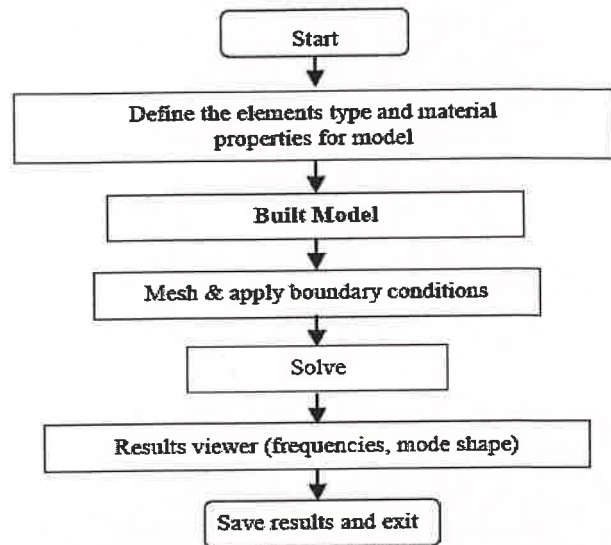 Start
Define the elements type and material
properties for model
Built Model
Mesh & apply boundary conditions
Solve
Results viewer (frequencies, mode shape)
Save results and exit